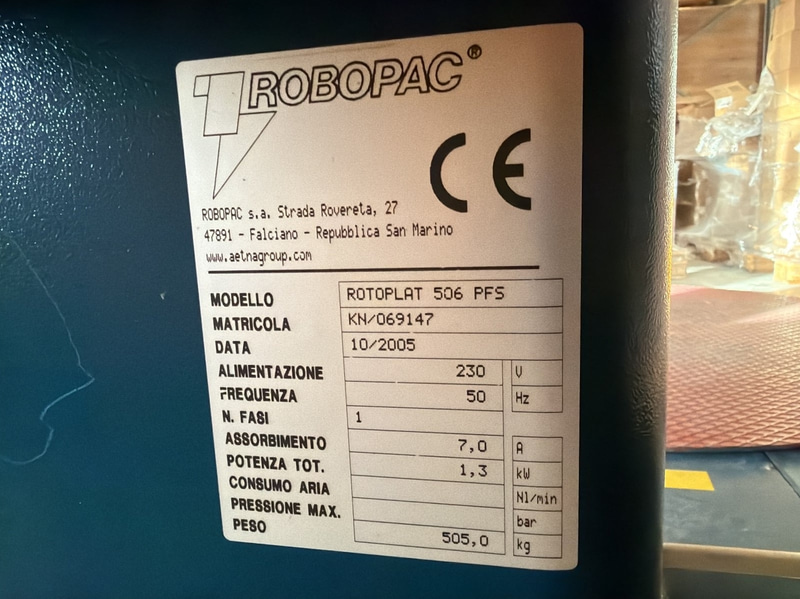 ROBOPAC®
CE
ROBOPAC s.a. Strada Rovereta, 27
47891 - Falciano - Repubblica San Marino
www.aetnagroup.com
MODELLO ROTOPLAT 506 PFS
MATRICOLA KN/069147
DATA 10/2005
ALIMENTAZIONE 230 V
FREQUENZA 50 Hz
N. FASI 1
ASSORBIMENTO 7,0 A
POTENZA TOT. 1,3 kW
CONSUMO ARIA Nl/min
PRESSIONE MAX. bar
PESO 505,0 kg